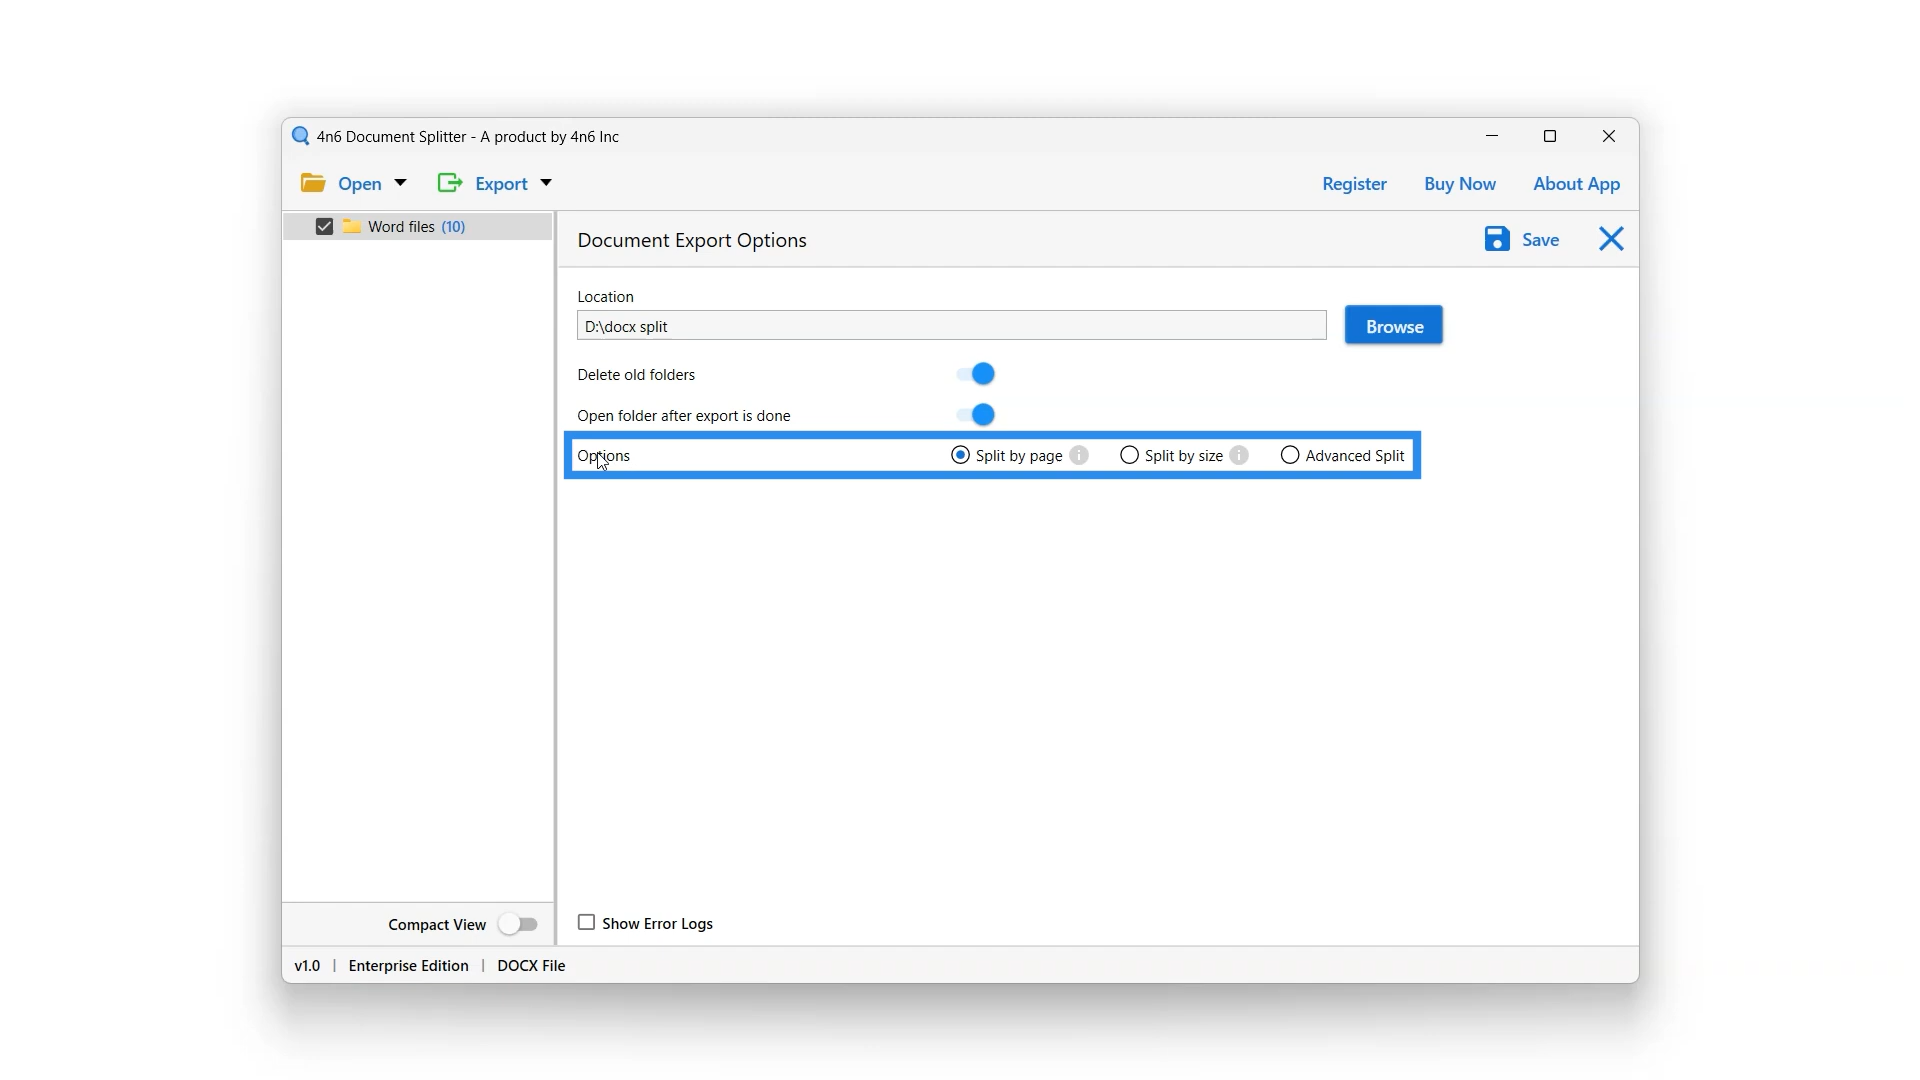 4n6 Document Splitter - A product by 4n6 Inc
Open Export Register Buy Now About App
Word files (10)
Document Export Options Save
Location
D:\docx split Browse
Delete old folders
Open folder after export is done
Options Split by page Split by size Advanced Split
Compact View Show Error Logs
v1.0 | Enterprise Edition | DOCX File